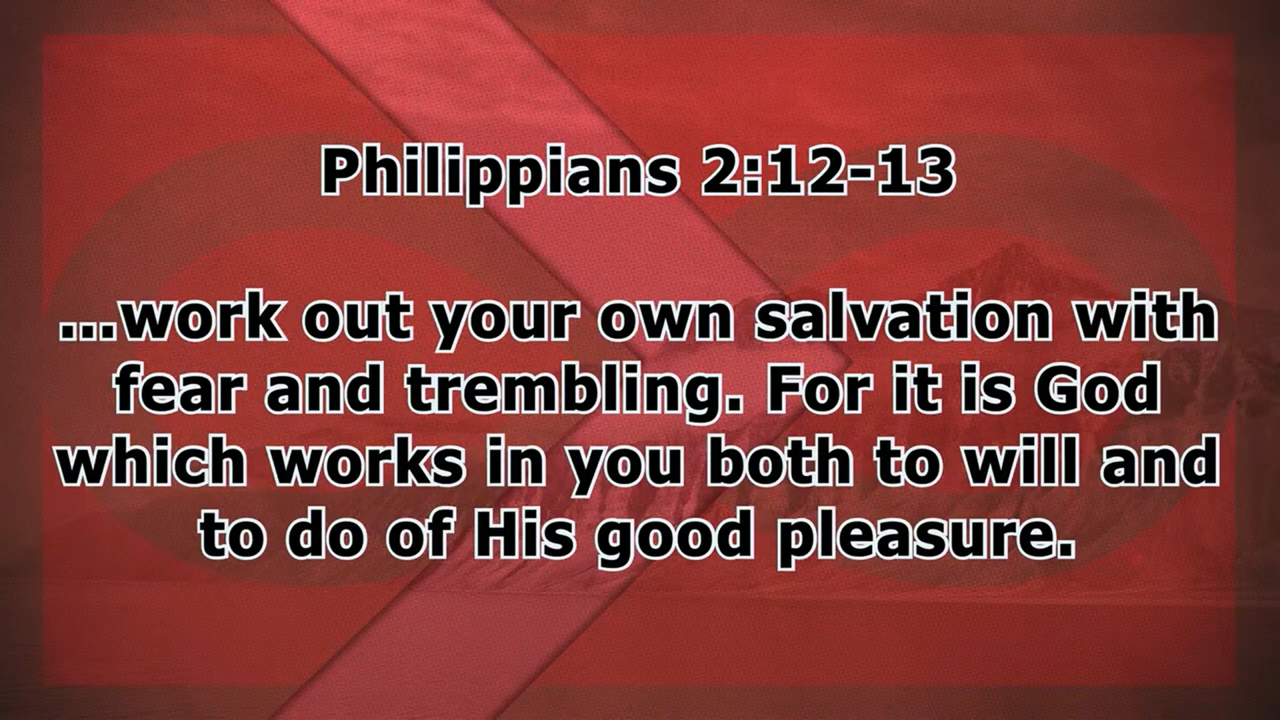 Philippians 2:12-13
...work out your own salvation with
fear and trembling. For it is God
which works in you both to will and
to do of His good pleasure.